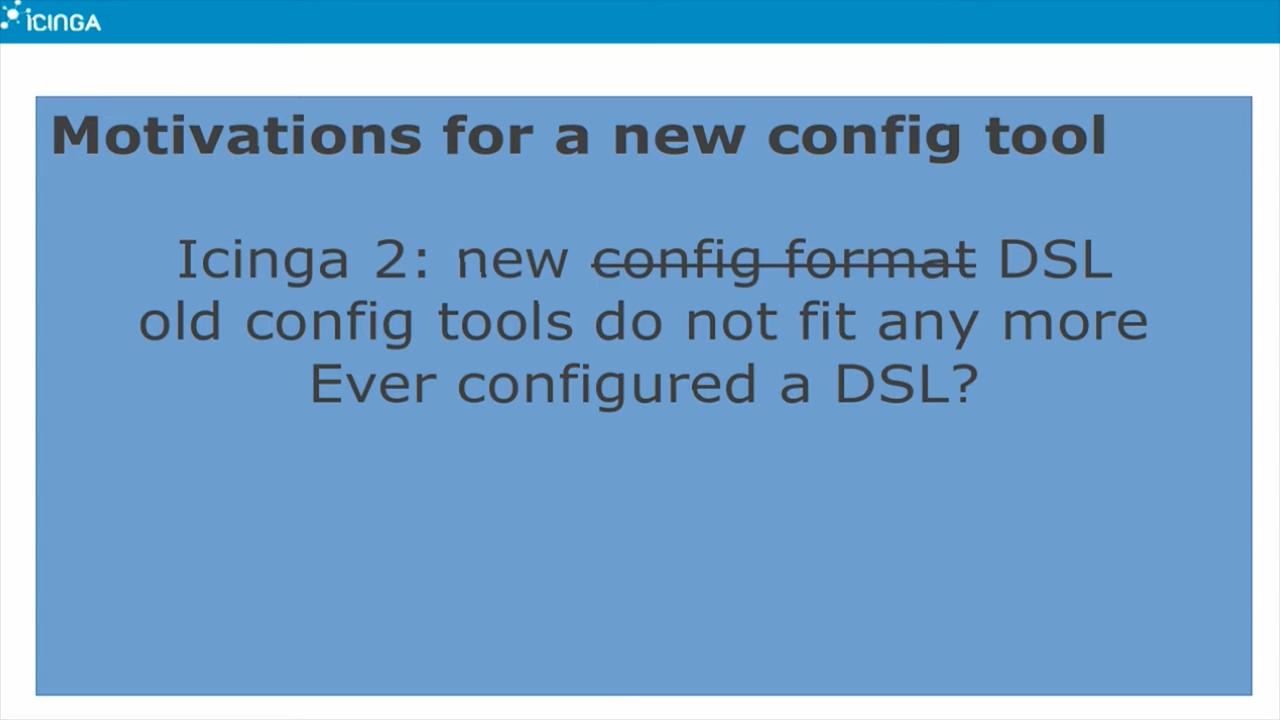 ICINGA
Motivations for a new config tool
Icinga 2: new config format DSL
old config tools do not fit any more
Ever configured a DSL?